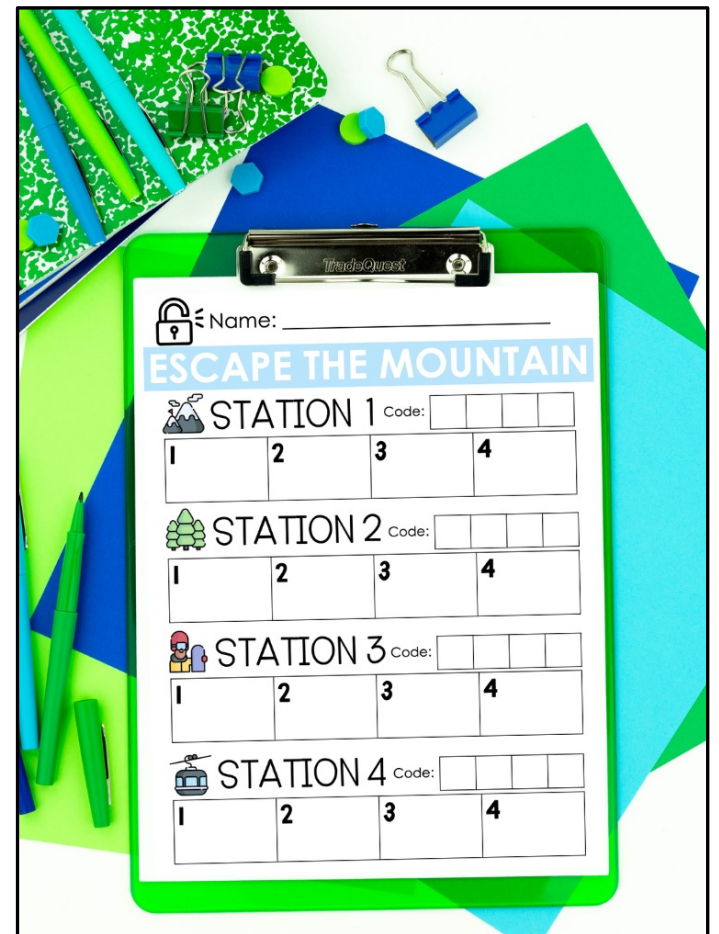 TradeQuest
Name:
ESCAPE THE MOUNTAIN
STATION 1 Code:
1 2 3 4
STATION 2 Code:
1 2 3 4
STATION 3 Code:
1 2 3 4
STATION 4 Code:
1 2 3 4